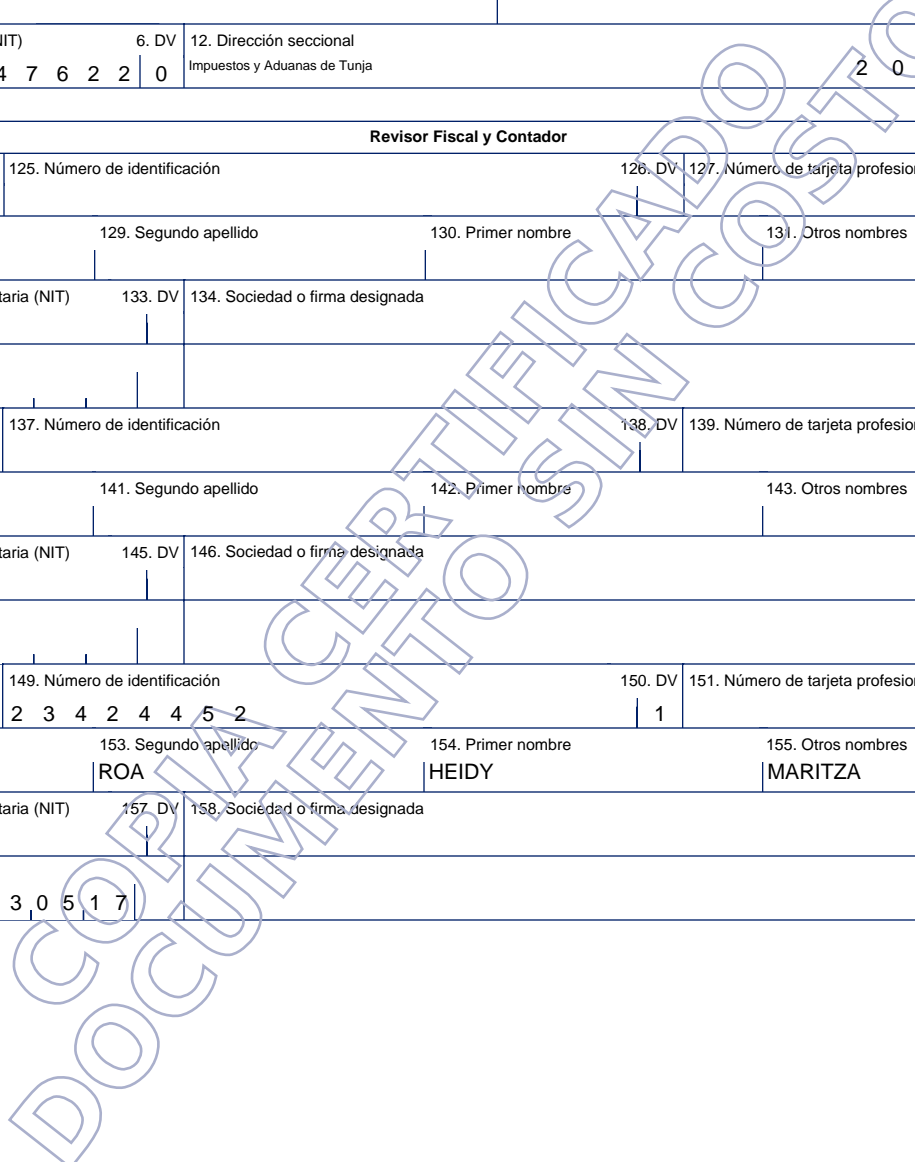 NIT) 6. DV 12. Dirección seccional
4 7 6 2 2 0 Impuestos y Aduanas de Tunja 2 0
Revisor Fiscal y Contador
125. Número de identificación 126. DV 127. Número de tarjeta profesion
129. Segundo apellido 130. Primer nombre 131. Otros nombres
taria (NIT) 133. DV 134. Sociedad o firma designada
137. Número de identificación 138. DV 139. Número de tarjeta profesion
141. Segundo apellido 142. Primer nombre 143. Otros nombres
taria (NIT) 145. DV 146. Sociedad o firma designada
149. Número de identificación 150. DV 151. Número de tarjeta profesion
2 3 4 2 4 4 5 2 1
153. Segundo apellido 154. Primer nombre 155. Otros nombres
ROA HEIDY MARITZA
taria (NIT) 157. DV 158. Sociedad o firma designada
3 0 5 1 7
COPIA CERTIFICADO
DOCUMENTO SIN COSTO